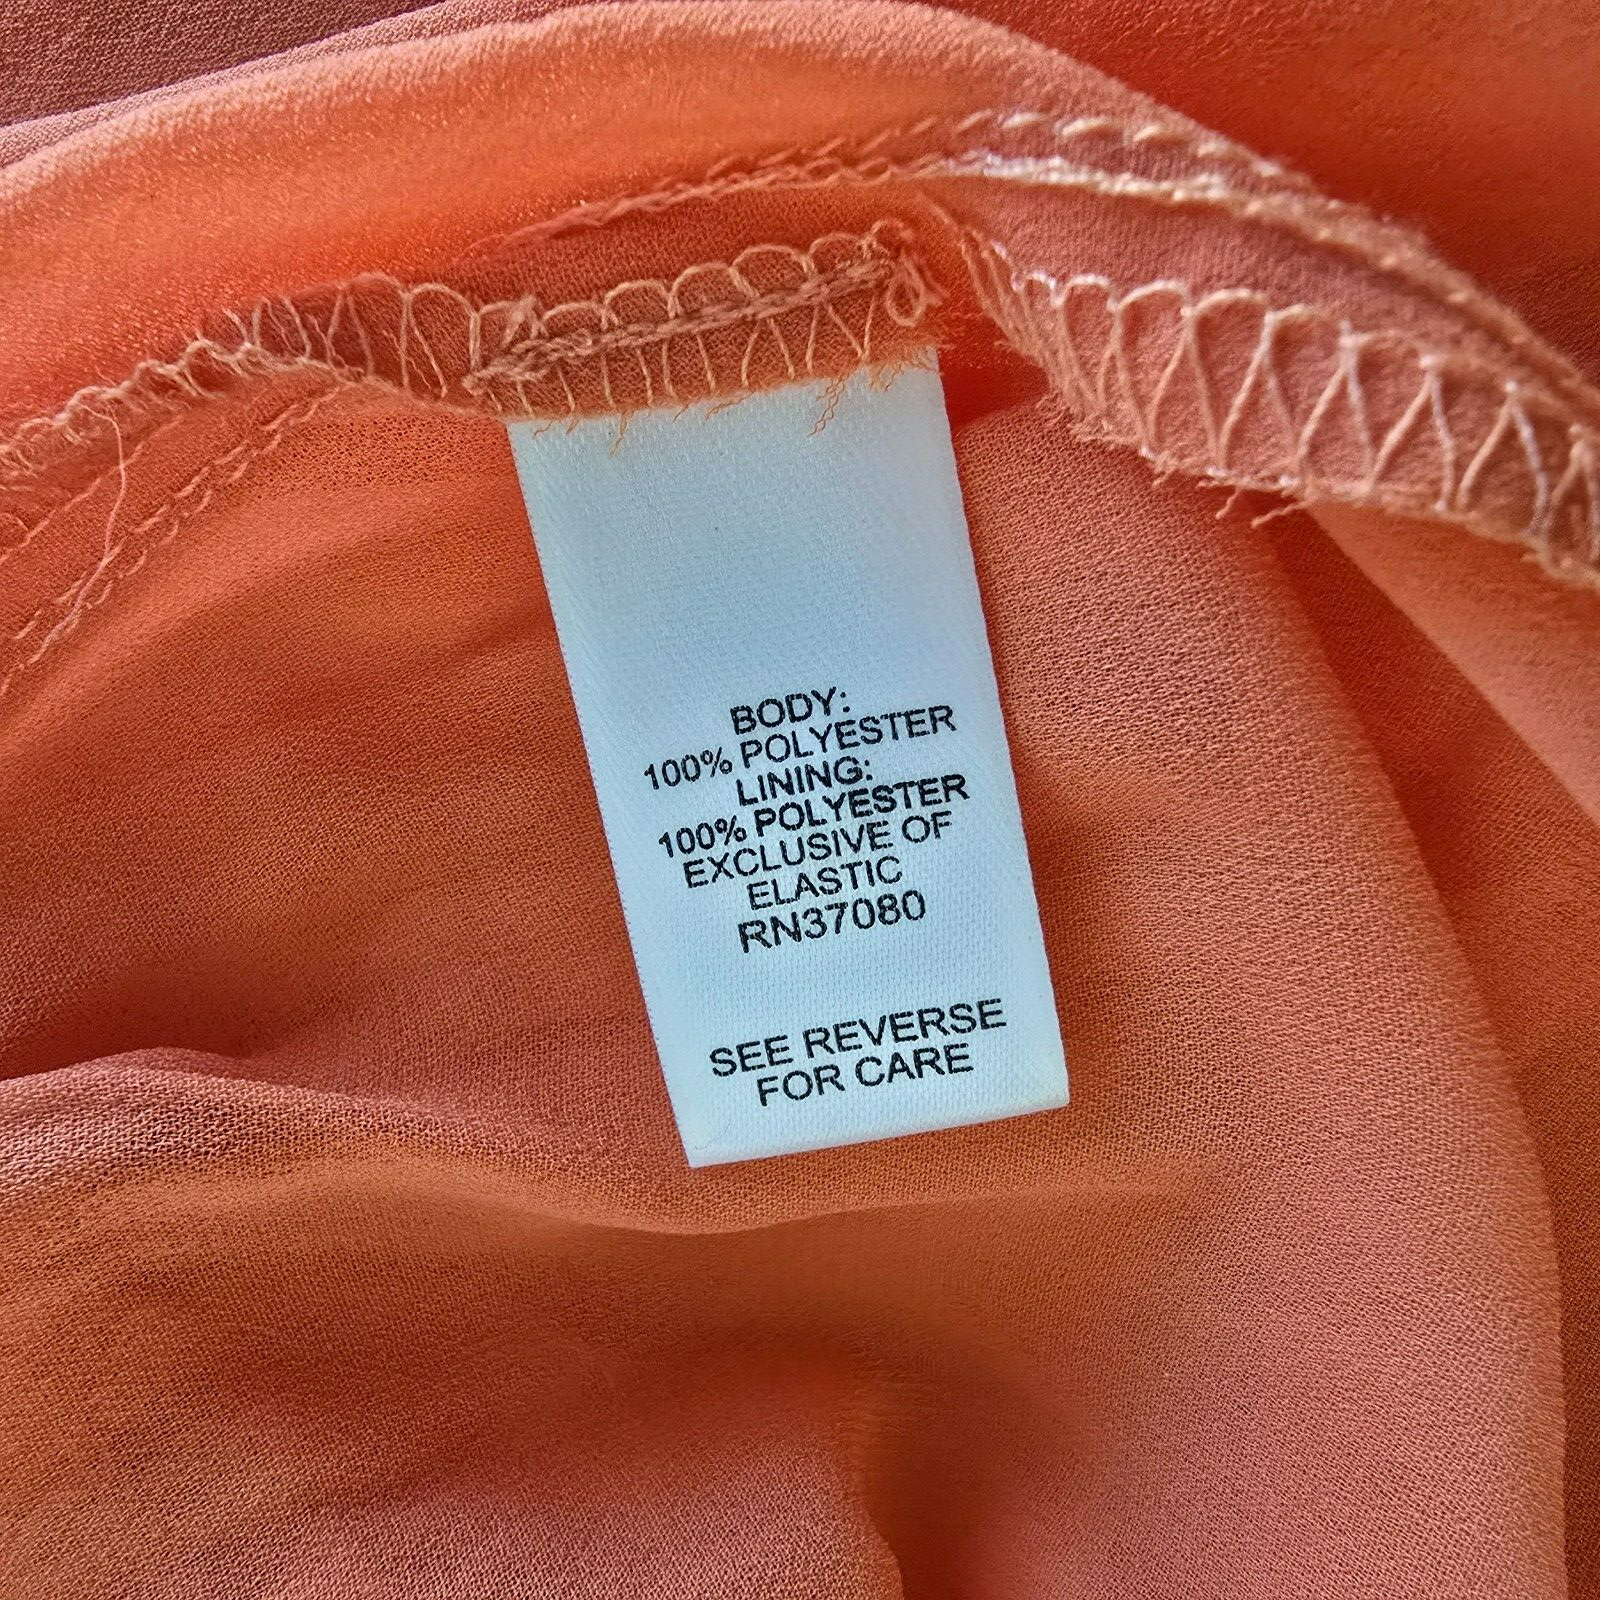 BODY:
100% POLYESTER
LINING:
100% POLYESTER
EXCLUSIVE OF
ELASTIC
RN37080
SEE REVERSE
FOR CARE